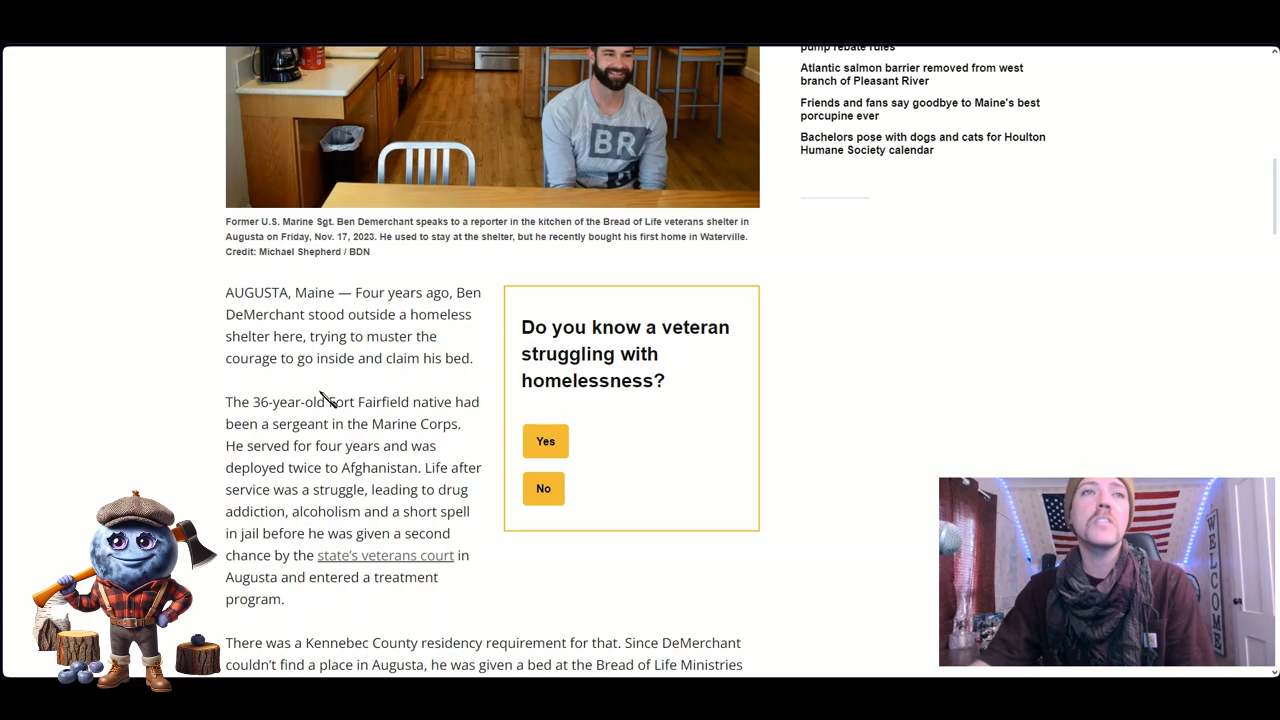 pump rebate rules
Atlantic salmon barrier removed from west
branch of Pleasant River
Friends and fans say goodbye to Maine's best
porcupine ever
Bachelors pose with dogs and cats for Houlton
Humane Society calendar
BR
Former U.S. Marine Sgt. Ben Demerchant speaks to a reporter in the kitchen of the Bread of Life veterans shelter in
Augusta on Friday, Nov. 17, 2023. He used to stay at the shelter, but he recently bought his first home in Waterville.
Credit: Michael Shepherd / BDN
AUGUSTA, Maine — Four years ago, Ben
DeMerchant stood outside a homeless
shelter here, trying to muster the
courage to go inside and claim his bed.
The 36-year-old Fort Fairfield native had
been a sergeant in the Marine Corps.
He served for four years and was
deployed twice to Afghanistan. Life after
service was a struggle, leading to drug
addiction, alcoholism and a short spell
in jail before he was given a second
chance by the state's veterans court in
Augusta and entered a treatment
program.
Do you know a veteran
struggling with
homelessness?
Yes
No
There was a Kennebec County residency requirement for that. Since DeMerchant
couldn't find a place in Augusta, he was given a bed at the Bread of Life Ministries
WELCOME